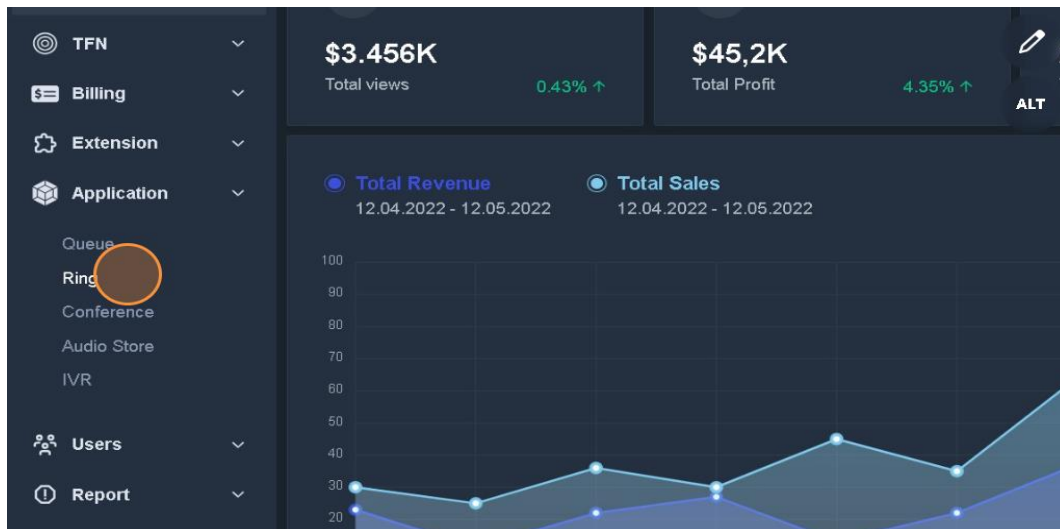 TFN
$= Billing
Extension
Application
Queue
Ring
Conference
Audio Store
IVR
Users
Report
$3.456K
Total views
0.43% ↑
$45,2K
Total Profit
4.35% ↑
ALT
Total Revenue
12.04.2022 - 12.05.2022
Total Sales
12.04.2022 - 12.05.2022
100
90
80
70
60
50
40
30
20